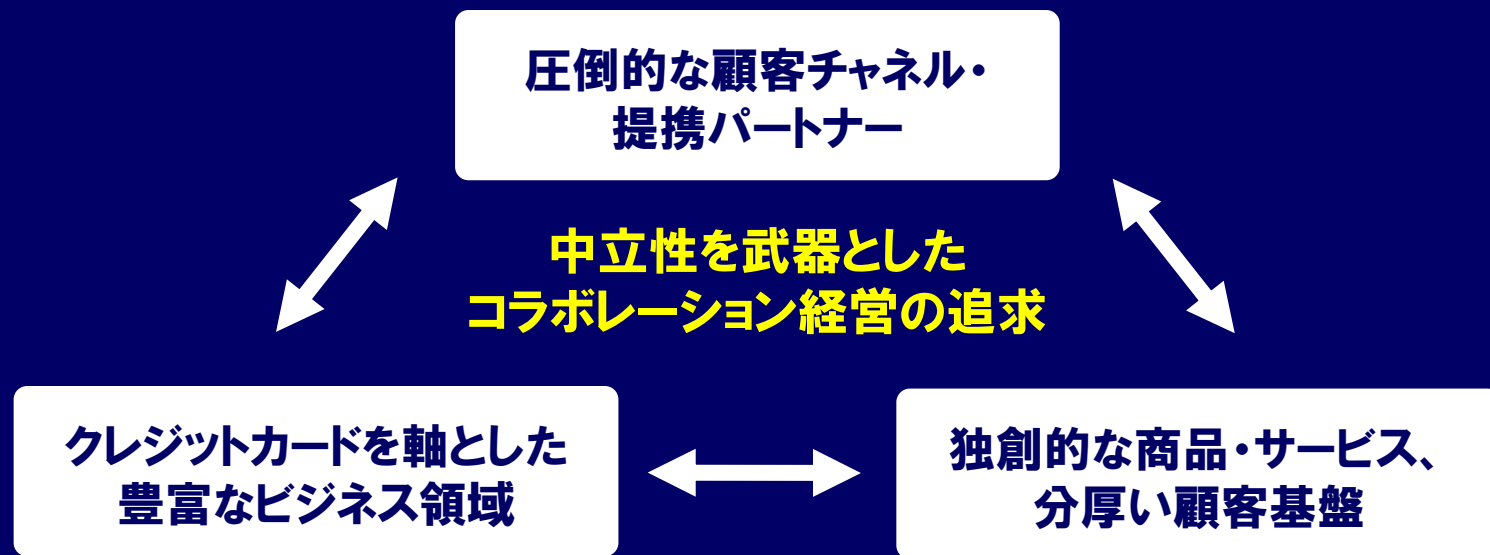 圧倒的な顧客チャネル・
提携パートナー
中立性を武器とした
コラボレーション経営の追求
クレジットカードを軸とした
豊富なビジネス領域
独創的な商品・サービス、
分厚い顧客基盤